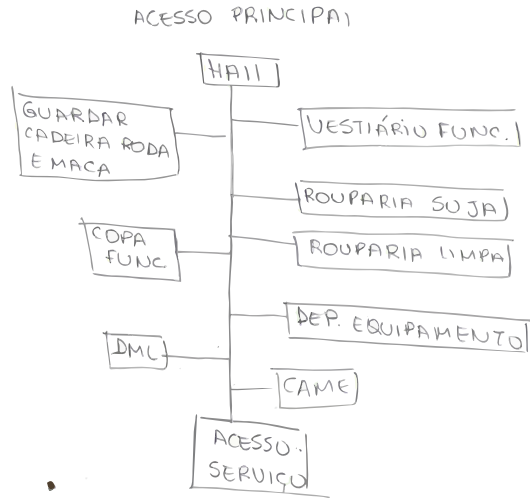 ACESSO PRINCIPAL
HALL
GUARDAR
CADEIRA RODA
E MACA
VESTIÁRIO FUNC.
ROUPARIA SUJA
COPA
FUNC
ROUPARIA LIMPA
DEP. EQUIPAMENTO
DML
CAME
ACESSO
SERVIÇO